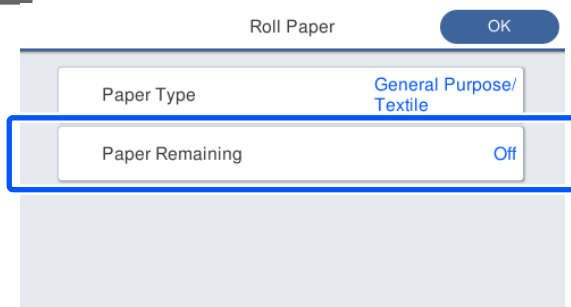 Roll Paper
OK
Paper Type
General Purpose/
Textile
Paper Remaining
Off